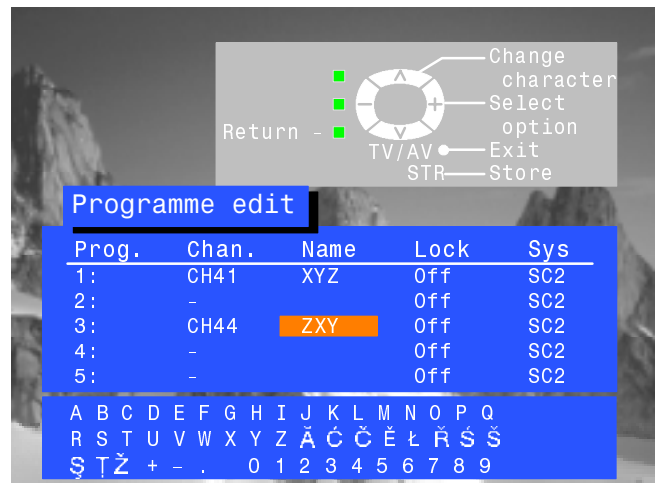 Change
character
Select
option
Return -
TV/AV Exit
STR Store
Programme edit
Prog. Chan. Name Lock Sys
1: CH41 XYZ Off SC2
2: - Off SC2
3: CH44 ZXY Off SC2
4: - Off SC2
5: - Off SC2
A B C D E F G H I J K L M N O P Q
R S T U V W X Y Z Ă Ć Č Ě Ł Ř Ś Š
Ş Ţ Ž + - . 0 1 2 3 4 5 6 7 8 9